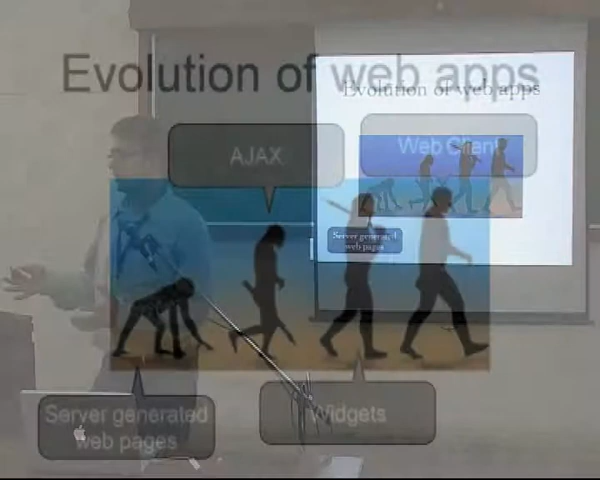 Evolution of web apps
Evolution of web apps
AJAX
Web Client
Server generated
web pages
Server generated
web pages
Widgets